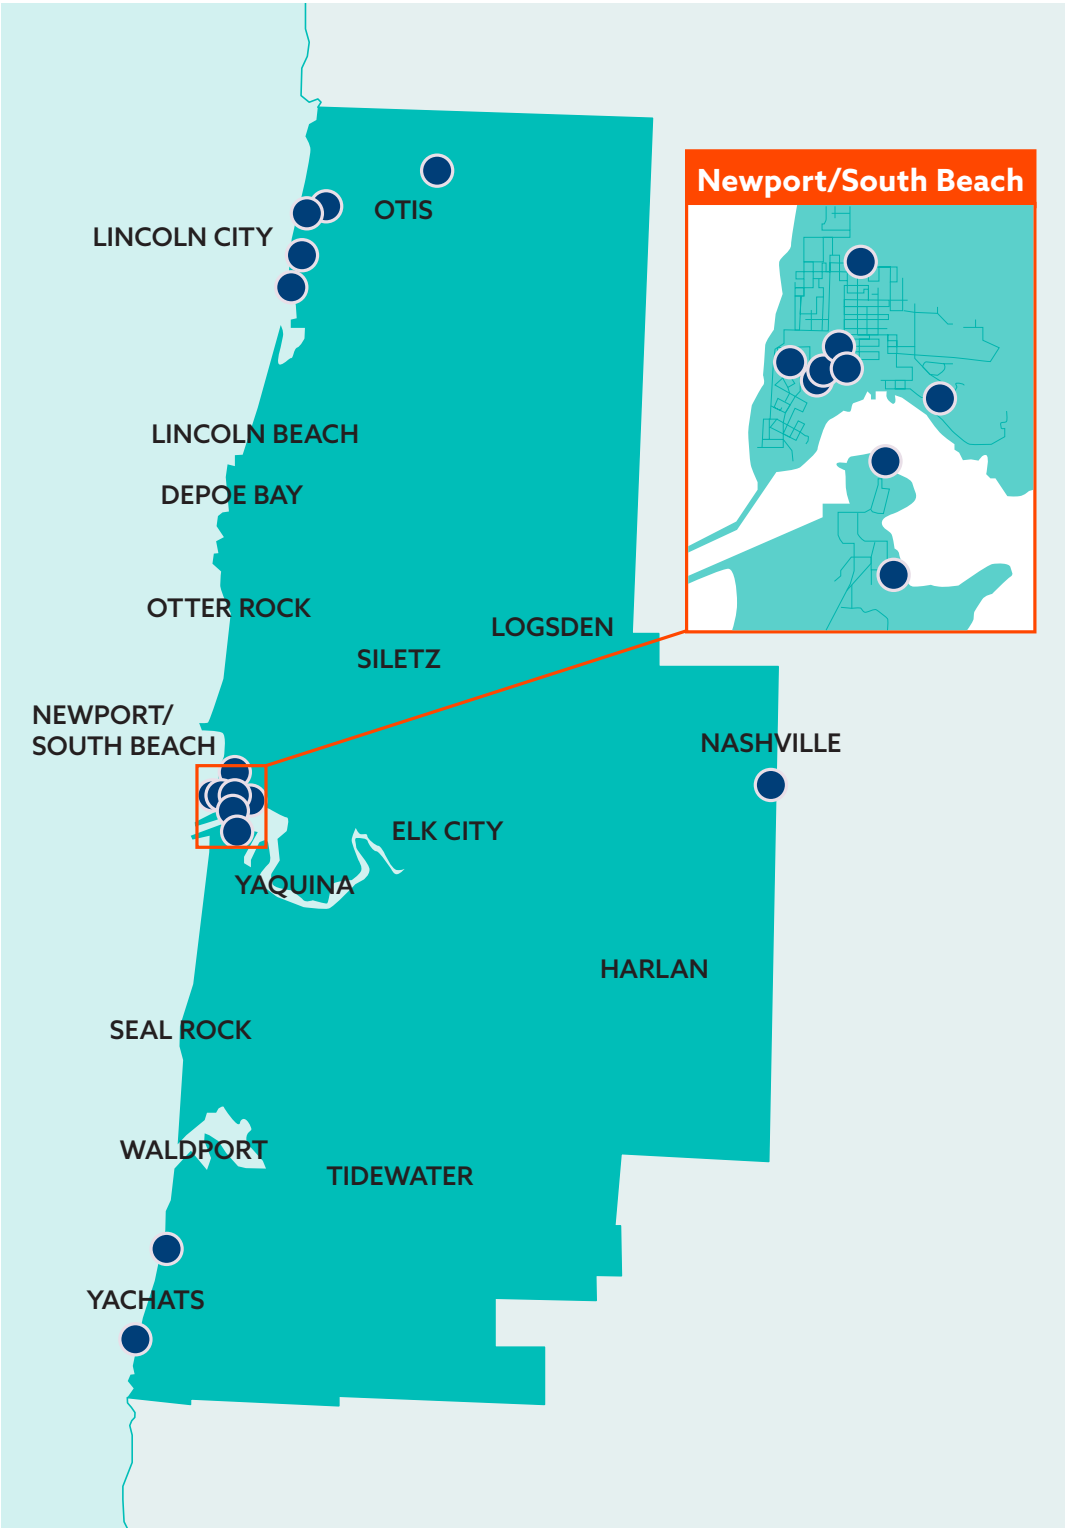 OTIS
LINCOLN CITY
LINCOLN BEACH
DEPOE BAY
OTTER ROCK
LOGSDEN
SILETZ
NEWPORT/
SOUTH BEACH
NASHVILLE
ELK CITY
YAQUINA
HARLAN
SEAL ROCK
WALDPORT
TIDEWATER
YACHATS
Newport/South Beach